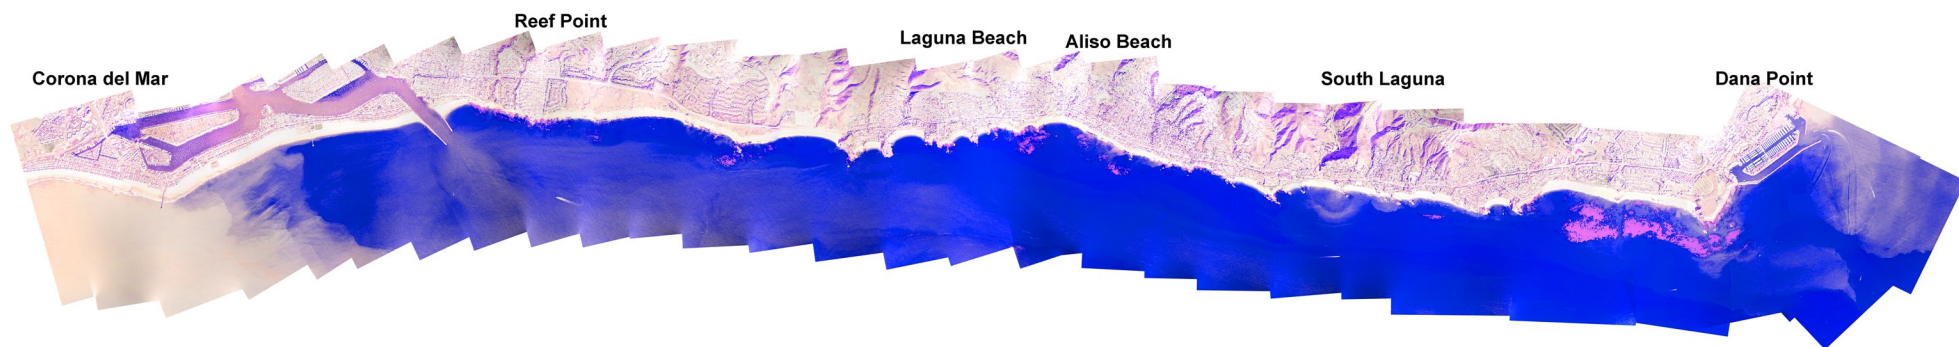 Corona del Mar
Reef Point
Laguna Beach
Aliso Beach
South Laguna
Dana Point